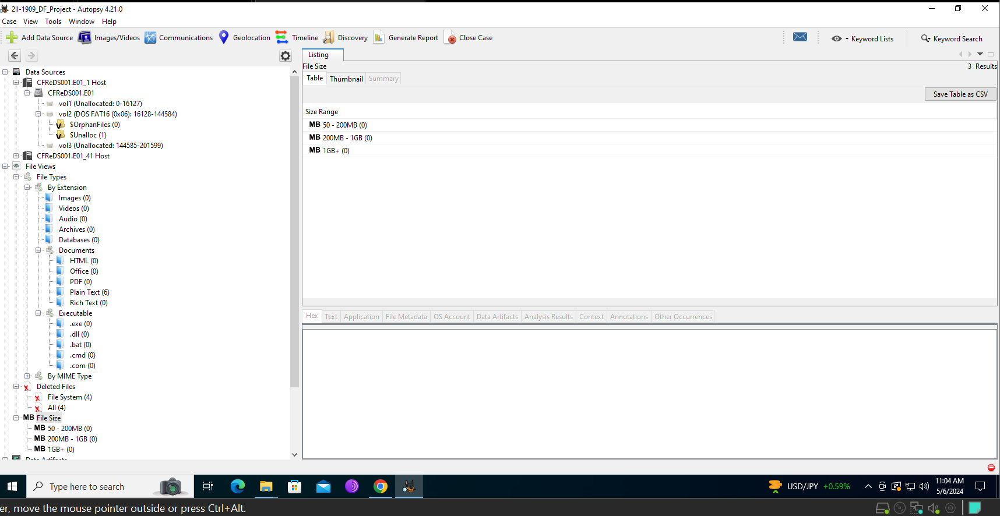 2II-1909_DF_Project - Autopsy 4.21.0
Case View Tools Window Help
Add Data Source Images/Videos Communications Geolocation Timeline Discovery Generate Report Close Case Keyword Lists Keyword Search
Data Sources
CFReDS001.E01_1 Host
CFReDS001.E01
vol1 (Unallocated: 0-16127)
vol2 (DOS FAT16 (0x06): 16128-144584)
$OrphanFiles (0)
$Unalloc (1)
vol3 (Unallocated: 144585-201599)
CFReDS001.E01_41 Host
File Views
File Types
By Extension
Images (0)
Videos (0)
Audio (0)
Archives (0)
Databases (0)
Documents
HTML (0)
Office (0)
PDF (0)
Plain Text (6)
Rich Text (0)
Executable
.exe (0)
.dll (0)
.bat (0)
.cmd (0)
.com (0)
By MIME Type
Deleted Files
File System (4)
All (4)
MB File Size
MB 50 - 200MB (0)
MB 200MB - 1GB (0)
MB 1GB+ (0)
Data Artifacts
Listing
File Size
3 Results
Table Thumbnail Summary
Save Table as CSV
Size Range
MB 50 - 200MB (0)
MB 200MB - 1GB (0)
MB 1GB+ (0)
Hex Text Application File Metadata OS Account Data Artifacts Analysis Results Context Annotations Other Occurrences
Type here to search
USD/JPY +0.59%
11:04 AM
5/6/2024
er, move the mouse pointer outside or press Ctrl+Alt.